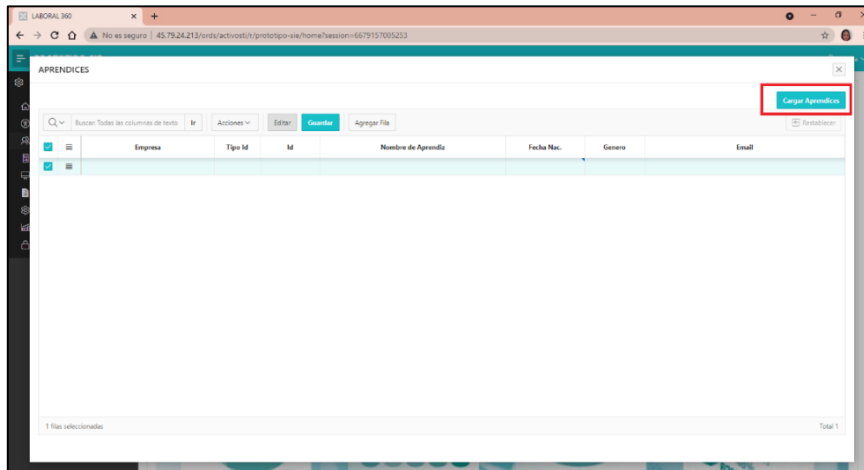 LABORAL 360
No es seguro | 45.79.24.213/ords/activosti/r/prototipo-sie/home?session=6679157005253
APRENDICES
Cargar Aprendices
Buscar: Todas las columnas de texto Ir Acciones Editar Guardar Agregar Fila Restablecer
Empresa Tipo Id Id Nombre de Aprendiz Fecha Nac. Genero Email
1 filas seleccionadas Total 1